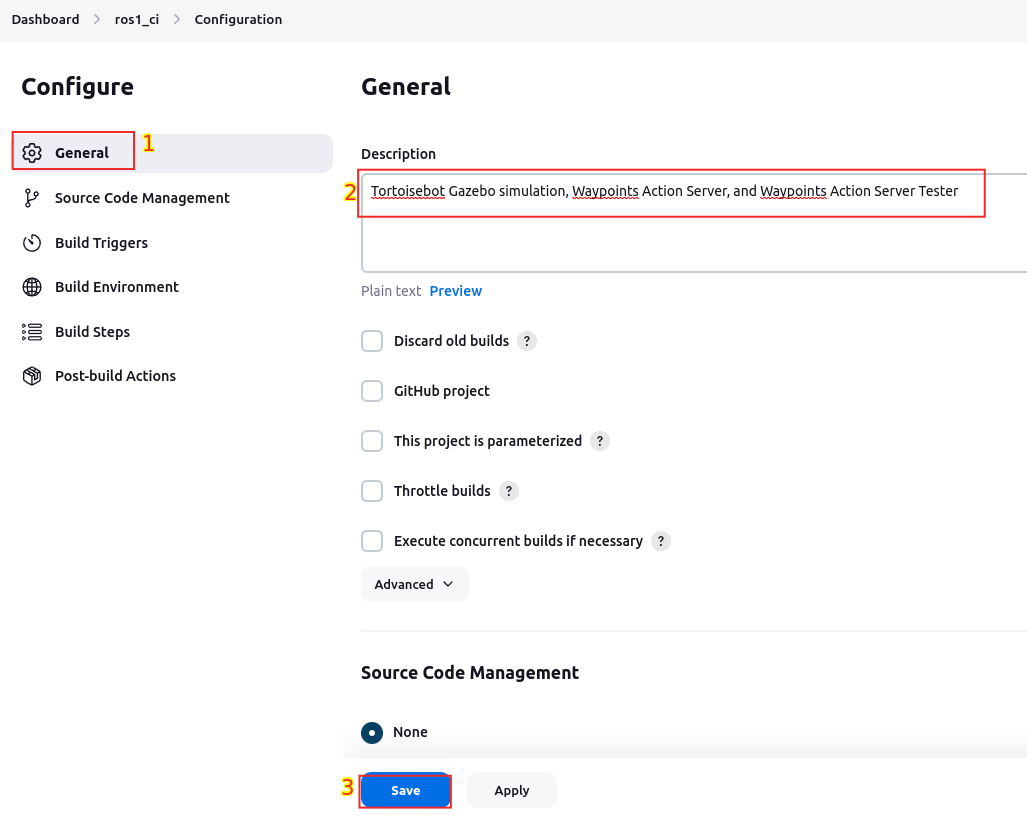 Dashboard > ros1_ci > Configuration
Configure
General
1
Source Code Management
Build Triggers
Build Environment
Build Steps
Post-build Actions
General
Description
2
Tortoisebot Gazebo simulation, Waypoints Action Server, and Waypoints Action Server Tester
Plain text Preview
Discard old builds ?
GitHub project
This project is parameterized ?
Throttle builds ?
Execute concurrent builds if necessary ?
Advanced
Source Code Management
None
3
Save Apply